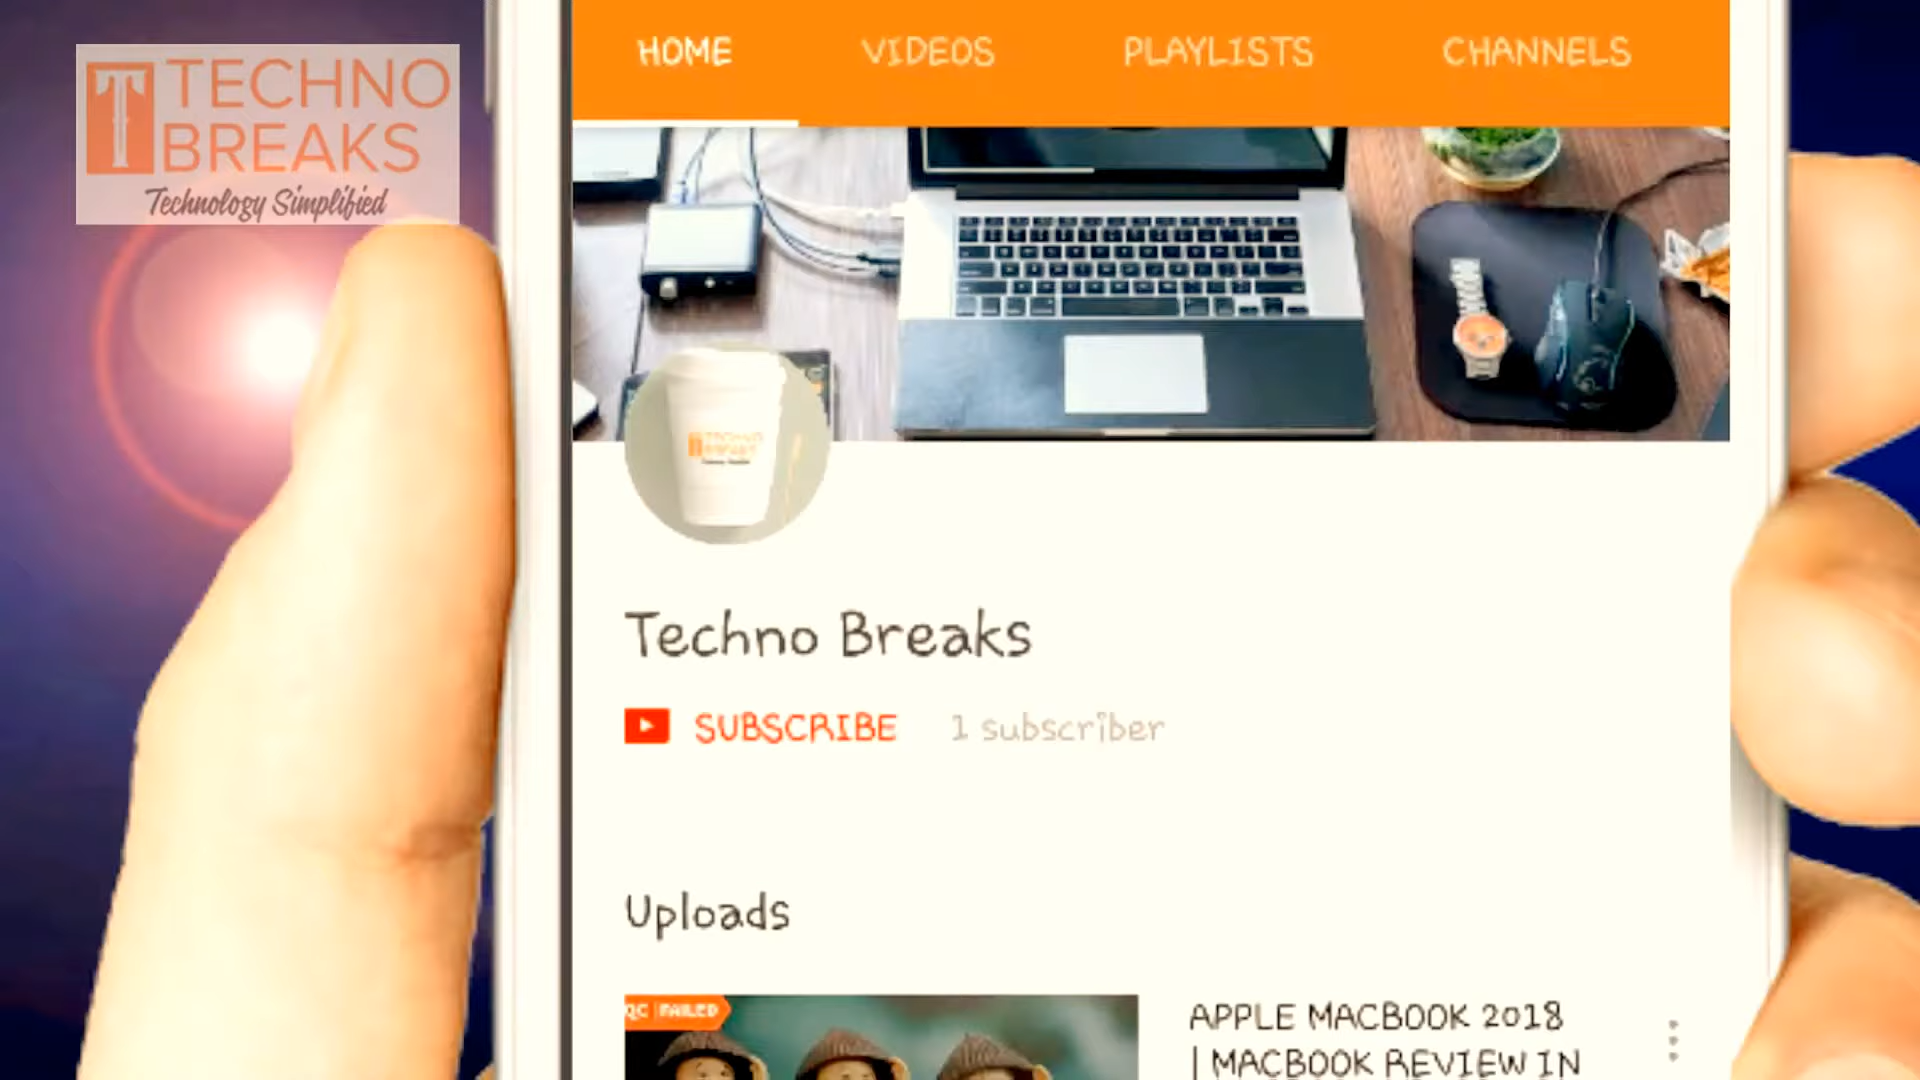 TECHNO
BREAKS
Technology Simplified
HOME
VIDEOS
PLAYLISTS
CHANNELS
Techno Breaks
SUBSCRIBE
1 subscriber
Uploads
QC FAILED
APPLE MACBOOK 2018
| MACBOOK REVIEW IN